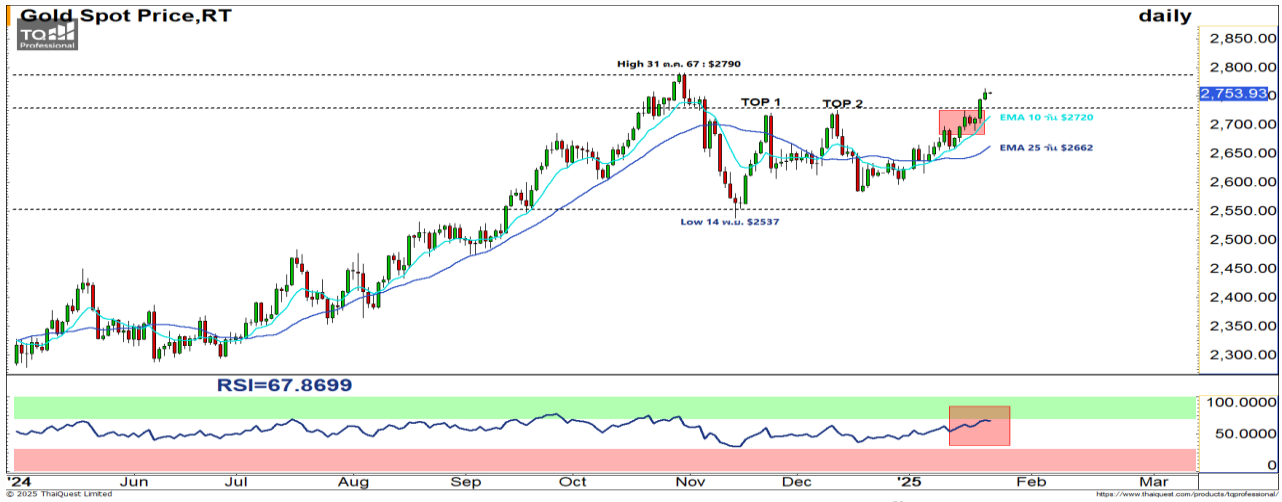 Gold Spot Price,RT
daily
TQ
Professional
2,850.00
High 31 ต.ค. 67 : $2790
2,800.00
2,753.93
TOP 1
TOP 2
EMA 10 วัน $2720
2,700.00
EMA 25 วัน $2662
2,650.00
2,600.00
2,550.00
Low 14 พ.ย. $2537
2,500.00
2,450.00
2,400.00
2,350.00
2,300.00
RSI=67.8699
100.0000
50.0000
0
'24
Jun
Jul
Aug
Sep
Oct
Nov
Dec
'25
Feb
Mar
© 2025 ThaiQuest Limited
https://www.thaiquest.com/products/tqprofessional/